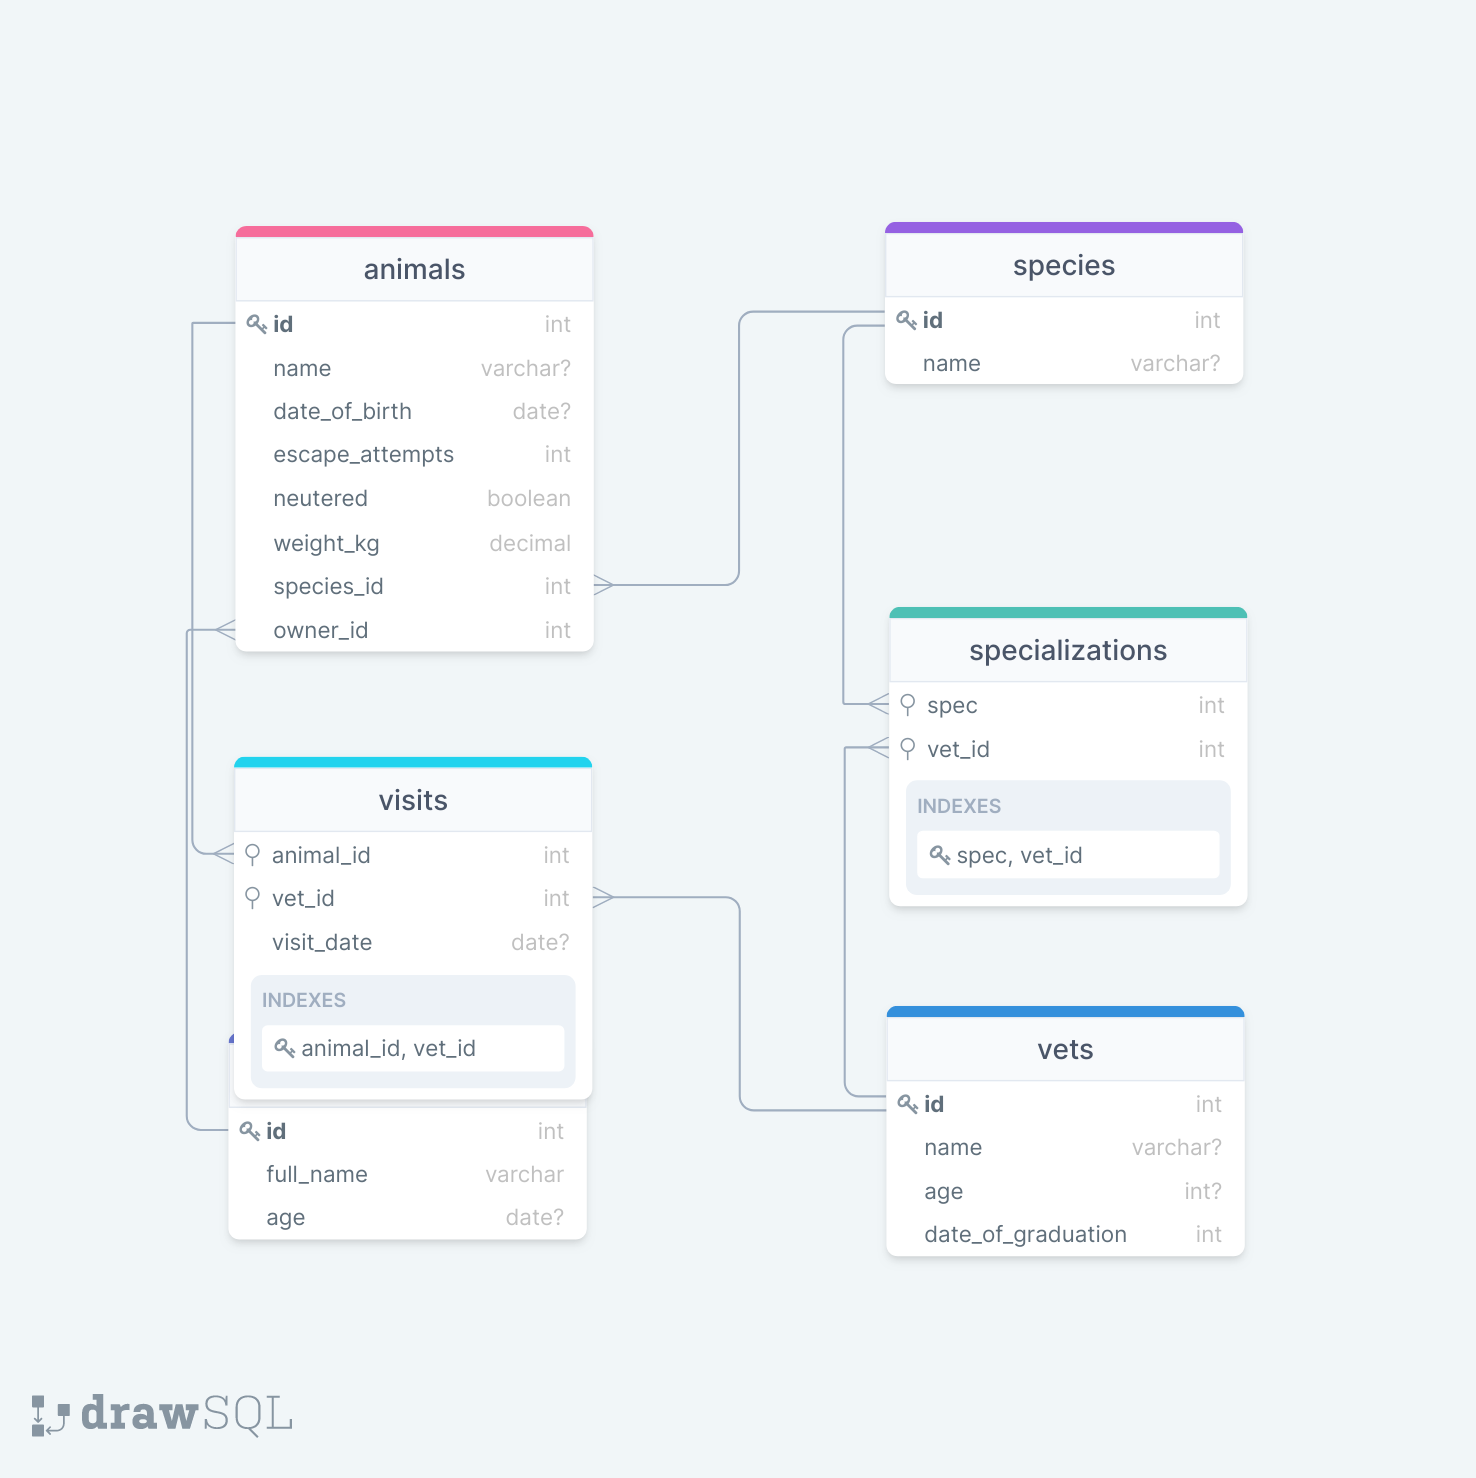 animals
id int
name varchar?
date_of_birth date?
escape_attempts int
neutered boolean
weight_kg decimal
species_id int
owner_id int
species
id int
name varchar?
specializations
spec int
vet_id int
INDEXES
spec, vet_id
visits
animal_id int
vet_id int
visit_date date?
INDEXES
animal_id, vet_id
id int
full_name varchar
age date?
vets
id int
name varchar?
age int?
date_of_graduation int
drawSQL